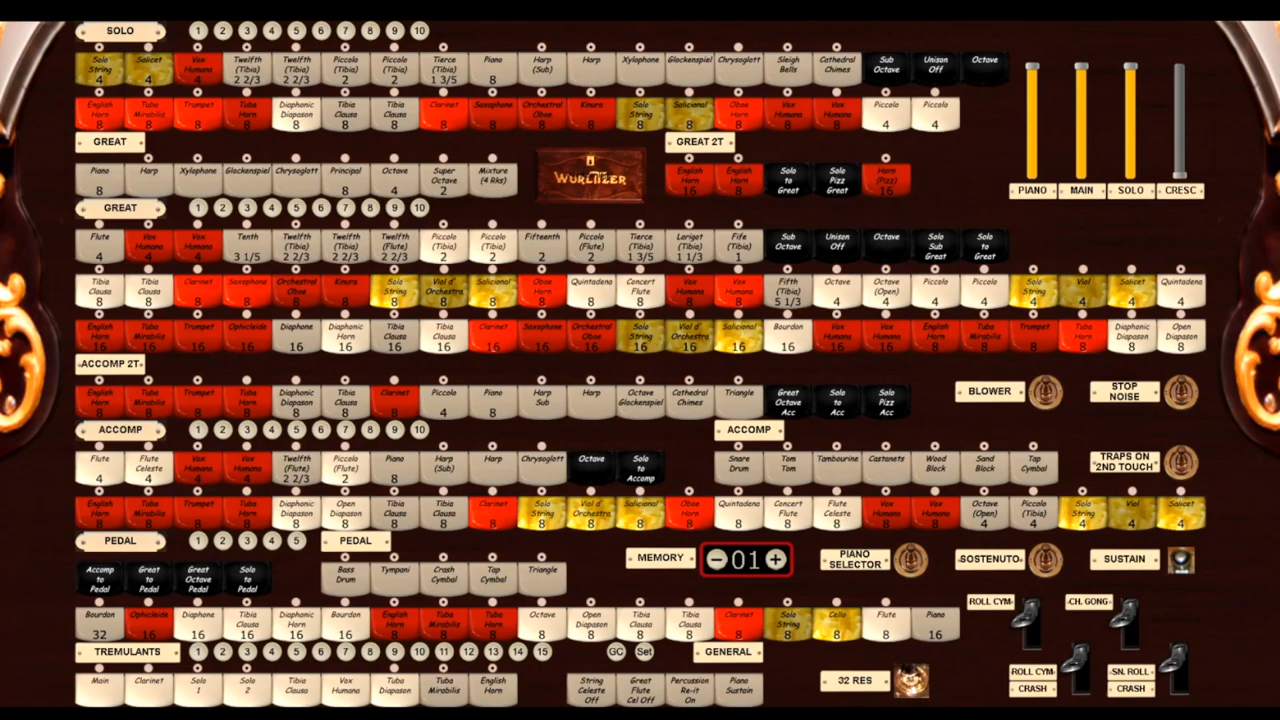 SOLO 1 2 3 4 5 6 7 8 9 10
Solo String 4 Salicet 4 Vox Humana 4 Twelfth (Tibia) 2 2/3 Twelfth (Tibia) 2 2/3 Piccolo (Tibia) 2 Piccolo (Tibia) 2 Tierce (Tibia) 1 3/5 Piano 8 Harp (Sub) Harp Xylophone Glockenspiel Chrysoglott Sleigh Bells Cathedral Chimes Sub Octave Unison Off Octave
English Horn 8 Tuba Mirabilis 8 Trumpet 8 Tuba Horn 8 Diaphonic Diapason 8 Tibia Clausa 8 Tibia Clausa 8 Clarinet 8 Saxophone 8 Orchestral Oboe 8 Kinura 8 Solo String 8 Salicional 8 Oboe Horn 8 Vox Humana 8 Vox Humana 8 Piccolo 4 Piccolo 4
GREAT GREAT 2T
Piano 8 Harp Xylophone Glockenspiel Chrysoglott Principal 8 Octave 4 Super Octave 2 Mixture (4 Rks) WURLITZER English Horn 16 English Horn 8 Solo to Great Solo Pizz Great Horn (Pizz) 16
PIANO MAIN SOLO CRESC
GREAT 1 2 3 4 5 6 7 8 9 10
Flute 4 Vox Humana 4 Vox Humana 4 Tenth 3 1/5 Twelfth (Tibia) 2 2/3 Twelfth (Tibia) 2 2/3 Twelfth (Flute) 2 2/3 Piccolo (Tibia) 2 Piccolo (Tibia) 2 Fifteenth 2 Piccolo (Flute) 2 Tierce (Tibia) 1 3/5 Larigot (Tibia) 1 1/3 Fife (Tibia) 1 Sub Octave Unison Off Octave Solo Sub Great Solo to Great
Tibia Clausa 8 Tibia Clausa 8 Clarinet 8 Saxophone 8 Orchestral Oboe 8 Kinura 8 Solo String 8 Viol d' Orchestra 8 Salicional 8 Oboe Horn 8 Quintadena 8 Concert Flute 8 Vox Humana 8 Vox Humana 8 Fifth (Tibia) 5 1/3 Octave 4 Octave (Open) 4 Piccolo 4 Piccolo 4 Solo String 4 Viol 4 Salicet 4 Quintadena 4
English Horn 16 Tuba Mirabilis 16 Trumpet 16 Ophicleide 16 Diaphone 16 Diaphonic Horn 16 Tibia Clausa 16 Tibia Clausa 16 Clarinet 16 Saxophone 16 Orchestral Oboe 16 Solo String 16 Viol d' Orchestra 16 Salicional 16 Bourdon 16 Vox Humana 16 Vox Humana 16 English Horn 8 Tuba Mirabilis 8 Trumpet 8 Tuba Horn 8 Diaphonic Diapason 8 Open Diapason 8
ACCOMP 2T
English Horn 8 Tuba Mirabilis 8 Trumpet 8 Tuba Horn 8 Diaphonic Diapason 8 Tibia Clausa 8 Clarinet 8 Piccolo 4 Piano 8 Harp Sub Harp Octave Glockenspiel Cathedral Chimes Triangle Great Octave Acc Solo to Acc Solo Pizz Acc
BLOWER STOP NOISE
ACCOMP 1 2 3 4 5 6 7 8 9 10 ACCOMP
Flute 4 Flute Celeste 4 Vox Humana 4 Vox Humana 4 Twelfth (Flute) 2 2/3 Piccolo (Flute) 2 Piano 8 Harp (Sub) Harp Chrysoglott Octave Solo to Accomp Snare Drum Tom Tom Tambourine Castanets Wood Block Sand Block Tap Cymbal
TRAPS ON 2ND TOUCH
English Horn 8 Tuba Mirabilis 8 Trumpet 8 Tuba Horn 8 Diaphonic Diapason 8 Open Diapason 8 Tibia Clausa 8 Tibia Clausa 8 Clarinet 8 Solo String 8 Viol d' Orchestra 8 Salicional 8 Oboe Horn 8 Quintadena 8 Concert Flute 8 Flute Celeste 8 Vox Humana 8 Vox Humana 8 Octave (Open) 4 Piccolo (Tibia) 4 Solo String 4 Viol 4 Salicet 4
PEDAL 1 2 3 4 5 PEDAL
MEMORY − 01 + PIANO SELECTOR SOSTENUTO SUSTAIN
Accomp to Pedal Great to Pedal Great Octave Pedal Solo to Pedal Bass Drum Tympani Crash Cymbal Tap Cymbal Triangle
ROLL CYM CH. GONG
Bourdon 32 Ophicleide 16 Diaphone 16 Tibia Clausa 16 Diaphonic Horn 16 Bourdon 16 English Horn 8 Tuba Mirabilis 8 Tuba Horn 8 Octave 8 Open Diapason 8 Tibia Clausa 8 Tibia Clausa 8 Clarinet 8 Solo String 8 Cello 8 Flute 8 Piano 16
TREMULANTS 1 2 3 4 5 6 7 8 9 10 11 12 13 14 15 GC Set GENERAL
Main Clarinet Solo 1 Solo 2 Tibia Clausa Vox Humana Tuba Diapason Tuba Mirabilis English Horn String Celeste Off Great Flute Cel Off Percussion Re-it On Piano Sustain
32 RES
ROLL CYM CRASH SN. ROLL CRASH